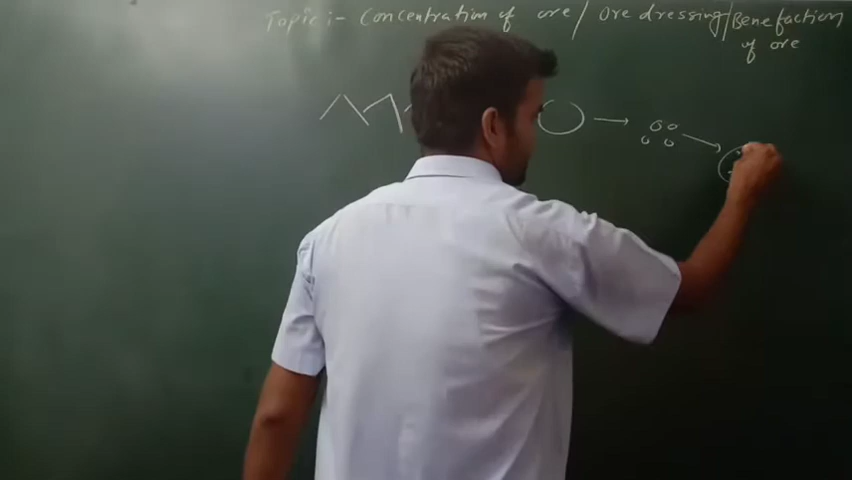 Topic :- Concentration of ore / Ore dressing / Benefaction
of ore